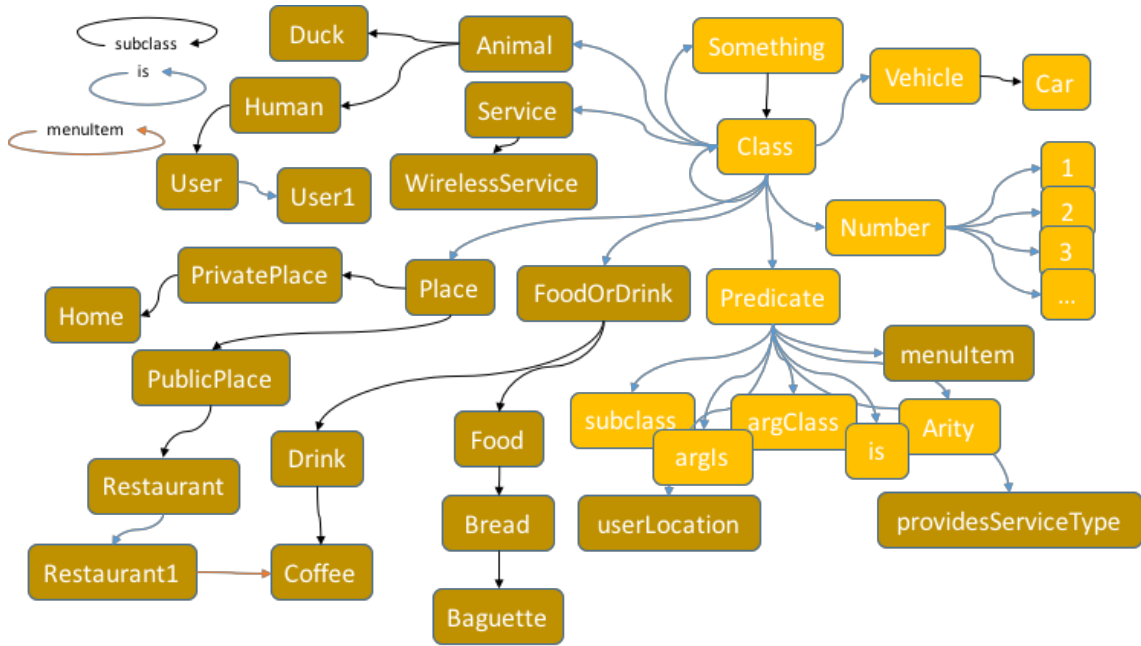 subclass
is
menuItem
Duck
Animal
Something
Vehicle
Car
Human
Service
Class
User
User1
WirelessService
Number
1
2
3
...
PrivatePlace
Place
FoodOrDrink
Predicate
Home
PublicPlace
menuItem
subclass
argClass
Arity
argIs
is
Drink
Food
Restaurant
Bread
userLocation
providesServiceType
Restaurant1
Coffee
Baguette